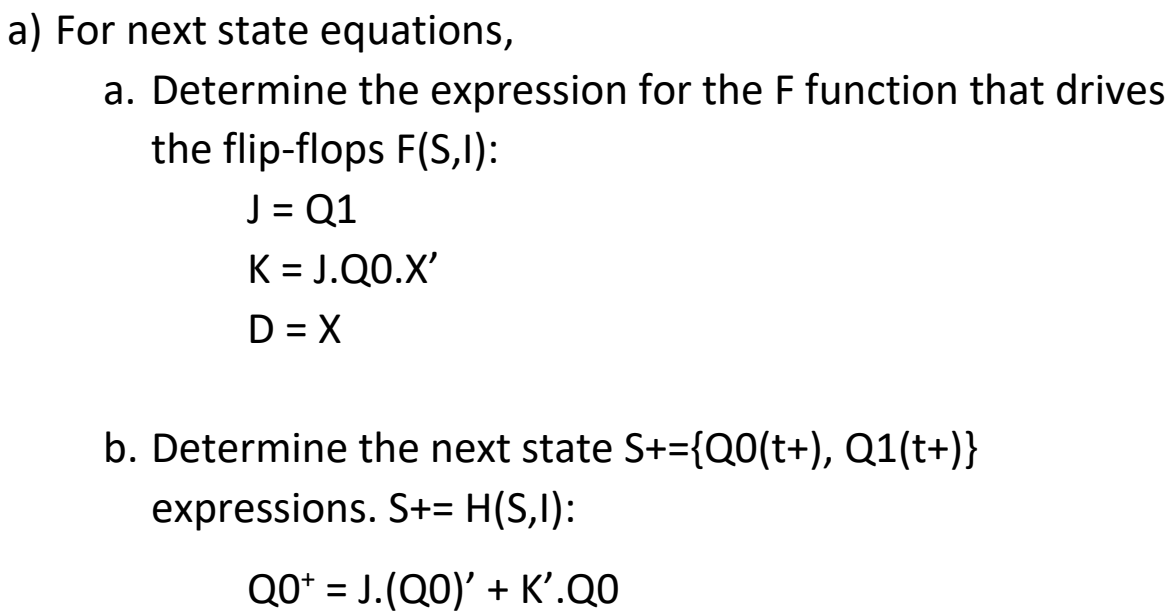 a) For next state equations,
a. Determine the expression for the F function that drives
the flip-flops F(S,I):
J = Q1
K = J.Q0.X’
D = X
b. Determine the next state S+={Q0(t+), Q1(t+)}
expressions. S+= H(S,I):
Q0⁺ = J.(Q0)’ + K’.Q0